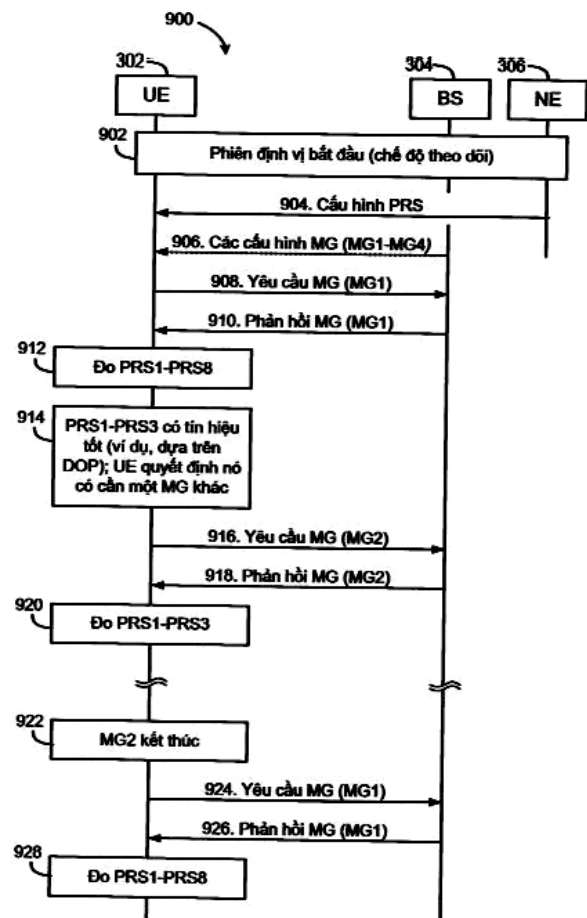 900
302
304
306
UE
BS
NE
902
Phiên định vị bắt đầu (chế độ theo dõi)
904. Cấu hình PRS
906. Các cấu hình MG (MG1-MG4)
908. Yêu cầu MG (MG1)
910. Phản hồi MG (MG1)
912
Đo PRS1-PRS8
914
PRS1-PRS3 có tín hiệu
tốt (ví dụ, dựa trên
DOP); UE quyết định nó
có cần một MG khác
916. Yêu cầu MG (MG2)
918. Phản hồi MG (MG2)
920
Đo PRS1-PRS3
922
MG2 kết thúc
924. Yêu cầu MG (MG1)
926. Phản hồi MG (MG1)
928
Đo PRS1-PRS8